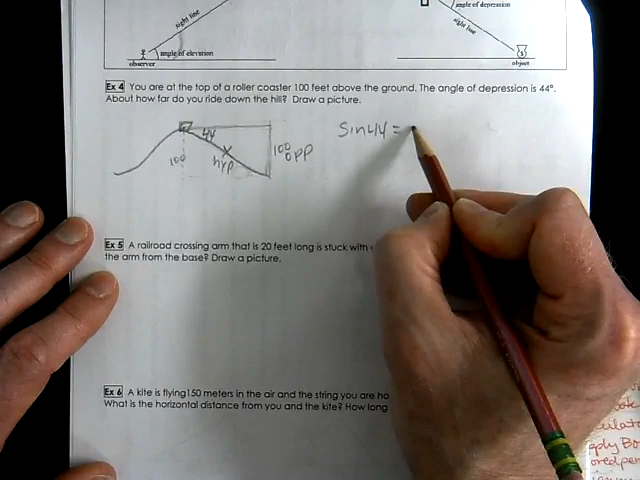 sight line
angle of elevation
observer
angle of depression
sight line
object
Ex 4 You are at the top of a roller coaster 100 feet above the ground. The angle of depression is 44°.
About how far do you ride down the hill? Draw a picture.
44
100
x
hyp
100
opp
sin44 =
Ex 5 A railroad crossing arm that is 20 feet long is stuck with
the arm from the base? Draw a picture.
Ex 6 A kite is flying 150 meters in the air and the string you are ho
What is the horizontal distance from you and the kite? How long